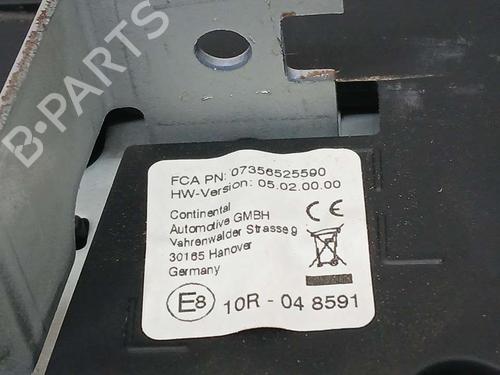 B-PARTS
FCA PN: 07356525590
HW-Version: 05.02.00.00
Continental
Automotive GMBH
Vahrenwalder Strasse 9
30165 Hanover
Germany
CE
E8 10R - 04 8591